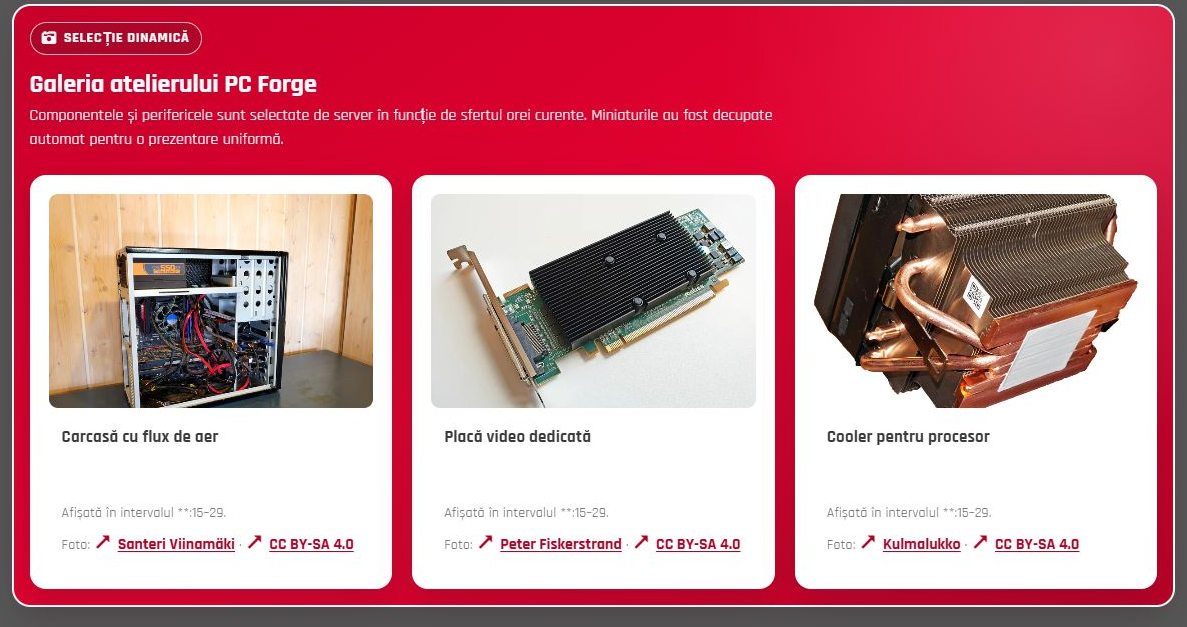 SELECȚIE DINAMICĂ
Galeria atelierului PC Forge
Componentele și perifericele sunt selectate de server în funcție de sfertul orei curente. Miniaturile au fost decupate
automat pentru o prezentare uniformă.
550
Carcasă cu flux de aer
Afișată în intervalul **:15–29.
Foto: ↗ Santeri Viinamäki · ↗ CC BY-SA 4.0
Placă video dedicată
Afișată în intervalul **:15–29.
Foto: ↗ Peter Fiskerstrand · ↗ CC BY-SA 4.0
Cooler pentru procesor
Afișată în intervalul **:15–29.
Foto: ↗ Kulmalukko · ↗ CC BY-SA 4.0